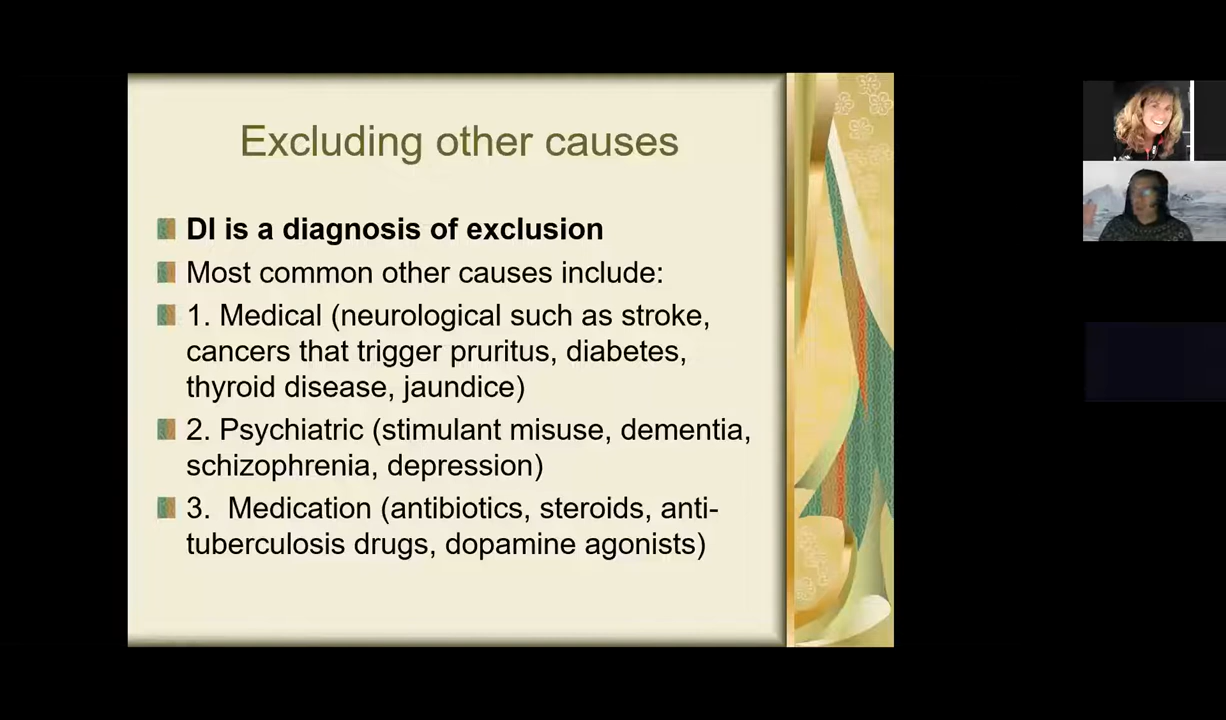 Excluding other causes
DI is a diagnosis of exclusion
Most common other causes include:
1. Medical (neurological such as stroke,
cancers that trigger pruritus, diabetes,
thyroid disease, jaundice)
2. Psychiatric (stimulant misuse, dementia,
schizophrenia, depression)
3. Medication (antibiotics, steroids, anti-
tuberculosis drugs, dopamine agonists)